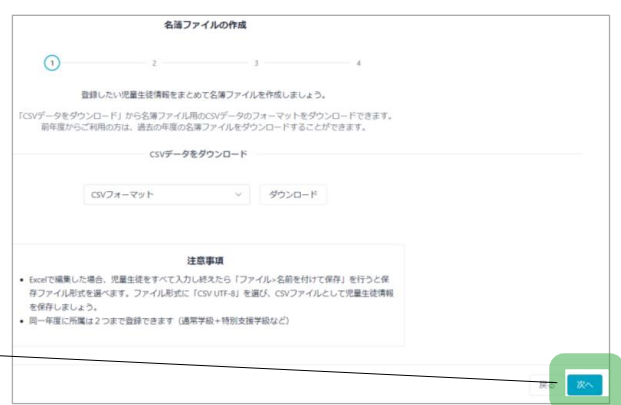 名簿ファイルの作成
1 2 3 4
登録したい児童生徒情報をまとめて名簿ファイルを作成しましょう。
「CSVデータをダウンロード」から名簿ファイル用のCSVデータのフォーマットをダウンロードできます。
前年度からご利用の方は、過去の年度の名簿ファイルをダウンロードすることができます。
CSVデータをダウンロード
CSVフォーマット ダウンロード
注意事項
• Excelで編集した場合、児童生徒をすべて入力し終えたら「ファイル>名前を付けて保存」を行うと保
存ファイル形式を選べます。ファイル形式に「CSV UTF-8」を選び、CSVファイルとして児童生徒情報
を保存しましょう。
• 同一年度に所属は２つまで登録できます（通常学級+特別支援学級など）
戻る 次へ